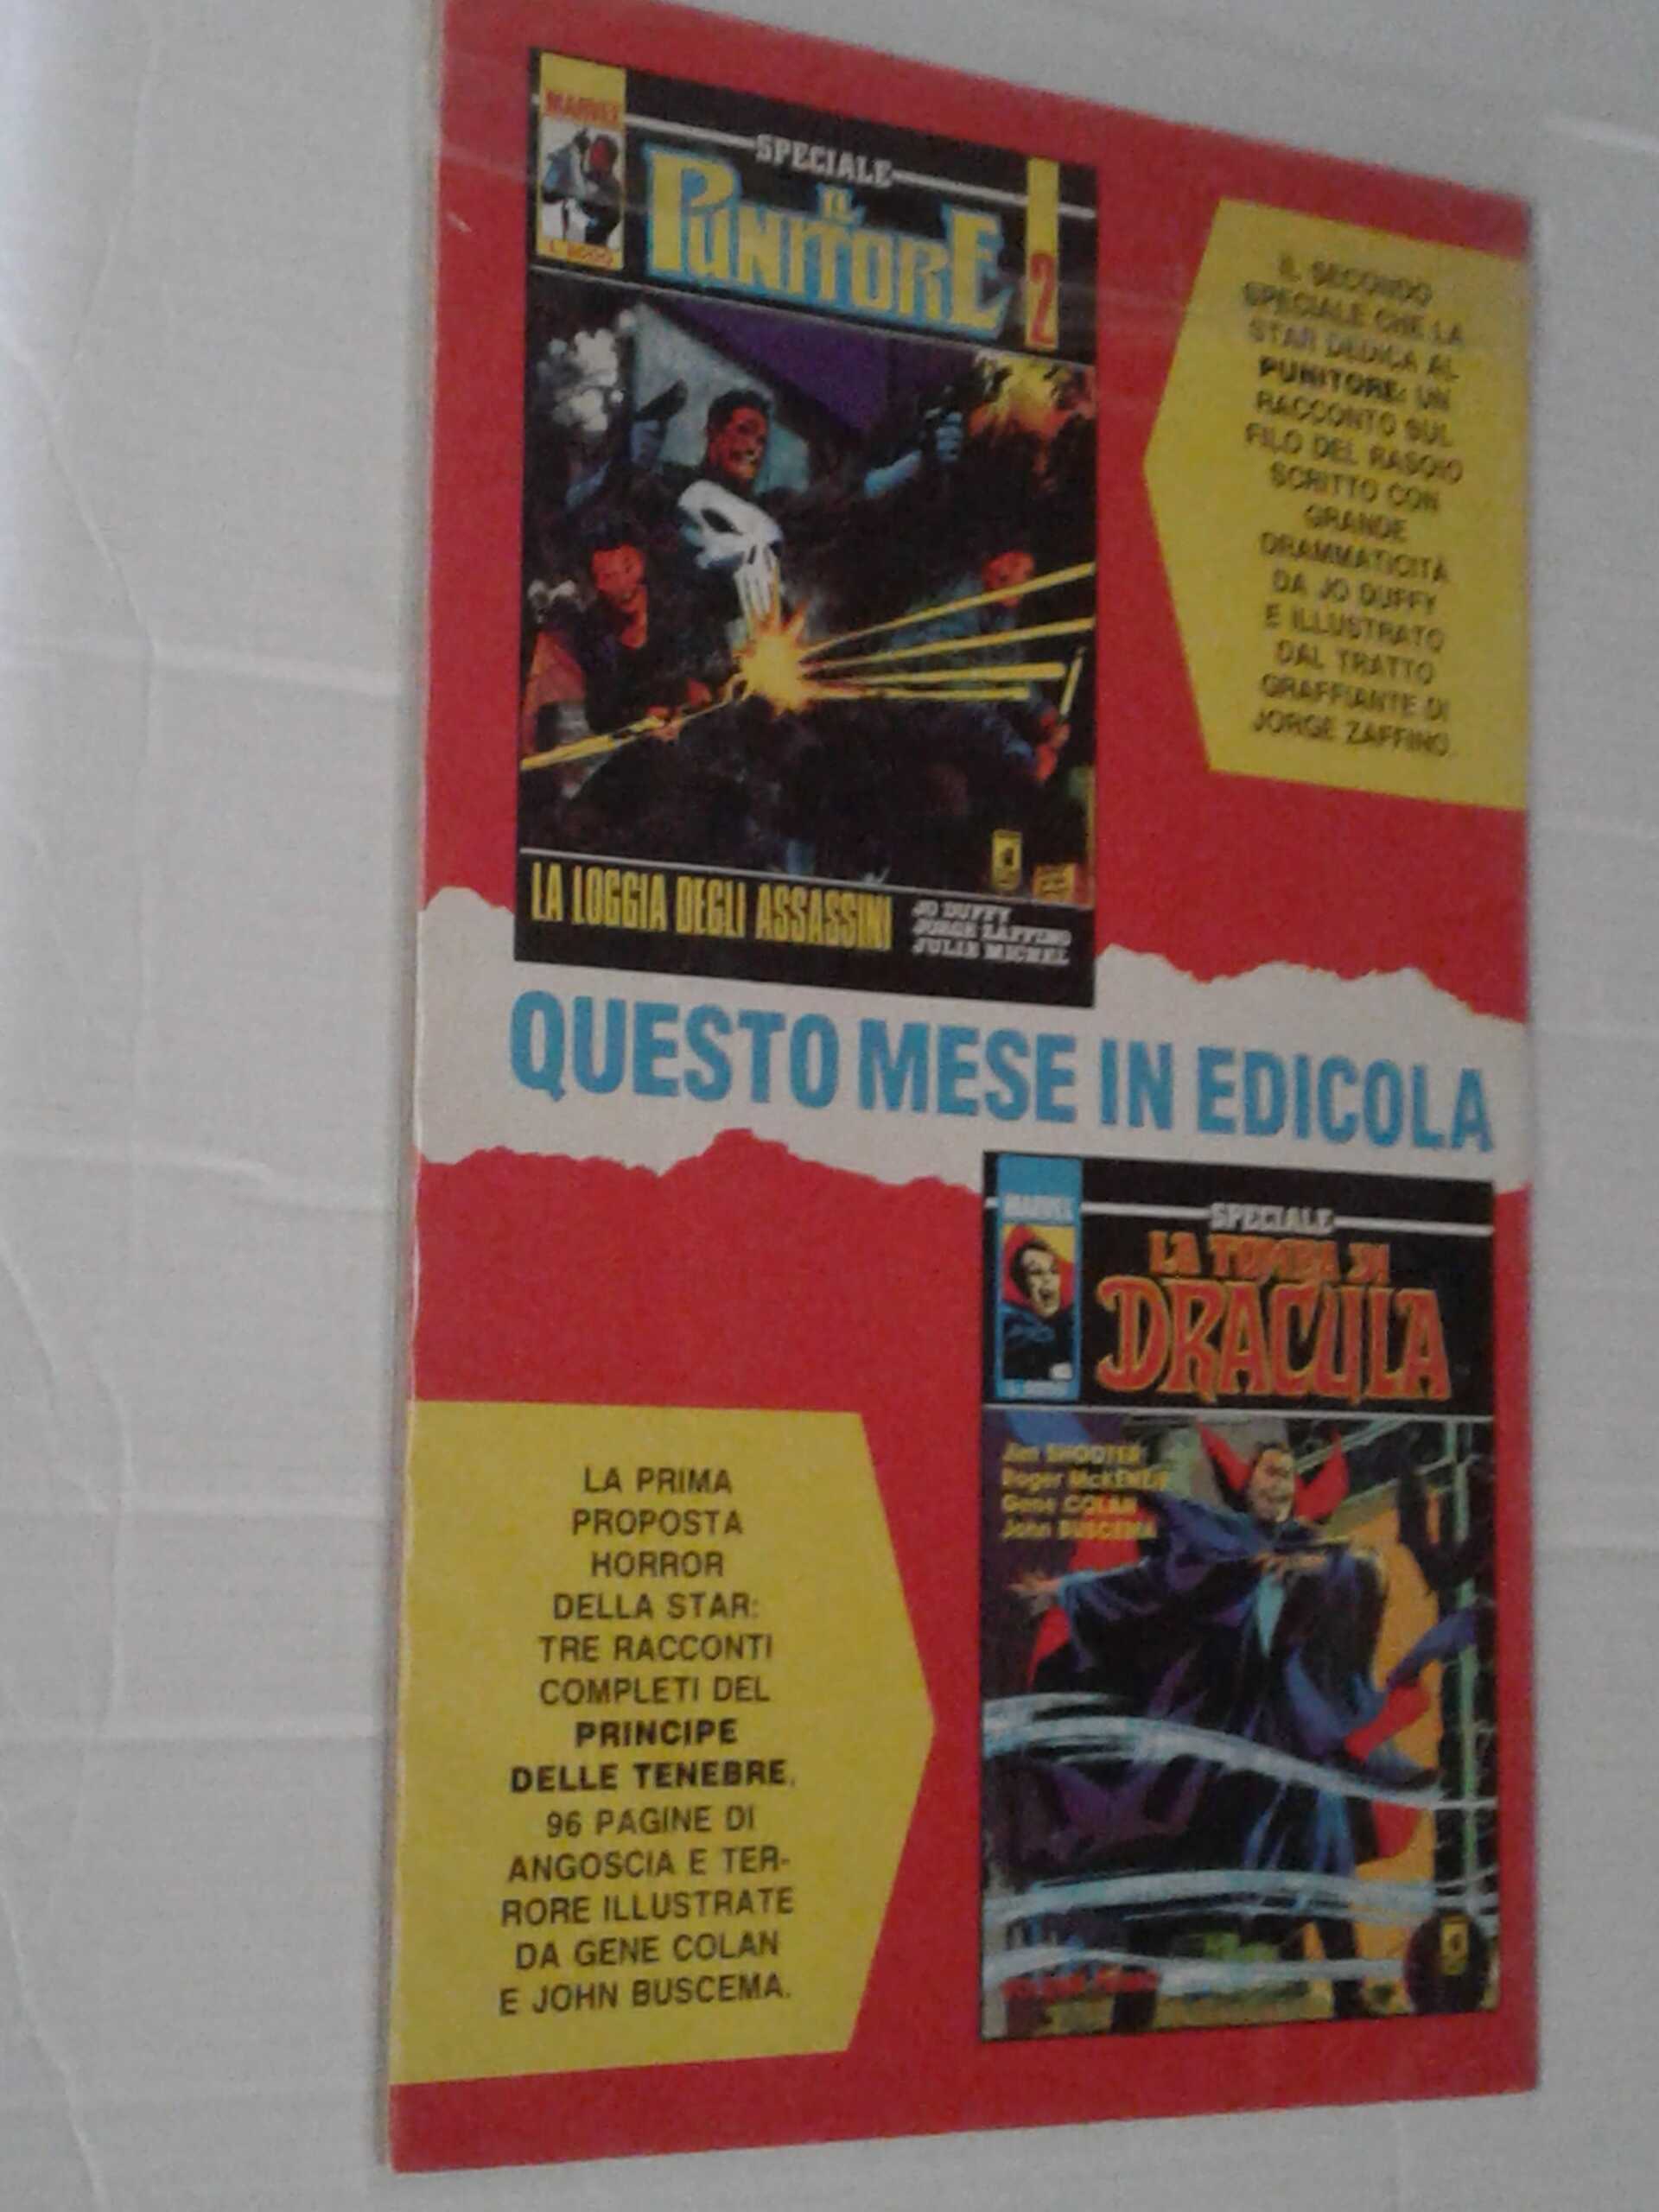 MARVEL
SPECIALE
IL
PUNITORE
2
LA LOGGIA DEGLI ASSASSINI
JO DUFFY
JORGE ZAFFINO
JULIE MICHEL
IL SECONDO
SPECIALE CHE LA
STAR DEDICA AL
PUNITORE: UN
RACCONTO SUL
FILO DEL RASOIO
SCRITTO CON
GRANDE
DRAMMATICITÀ
DA JO DUFFY
E ILLUSTRATO
DAL TRATTO
GRAFFIANTE DI
JORGE ZAFFINO.
QUESTO MESE IN EDICOLA
MARVEL
SPECIALE
LA TOMBA DI
DRACULA
Jim SHOOTER
Roger McKENZIE
Gene COLAN
John BUSCEMA
LA PRIMA
PROPOSTA
HORROR
DELLA STAR:
TRE RACCONTI
COMPLETI DEL
PRINCIPE
DELLE TENEBRE.
96 PAGINE DI
ANGOSCIA E TER-
RORE ILLUSTRATE
DA GENE COLAN
E JOHN BUSCEMA.